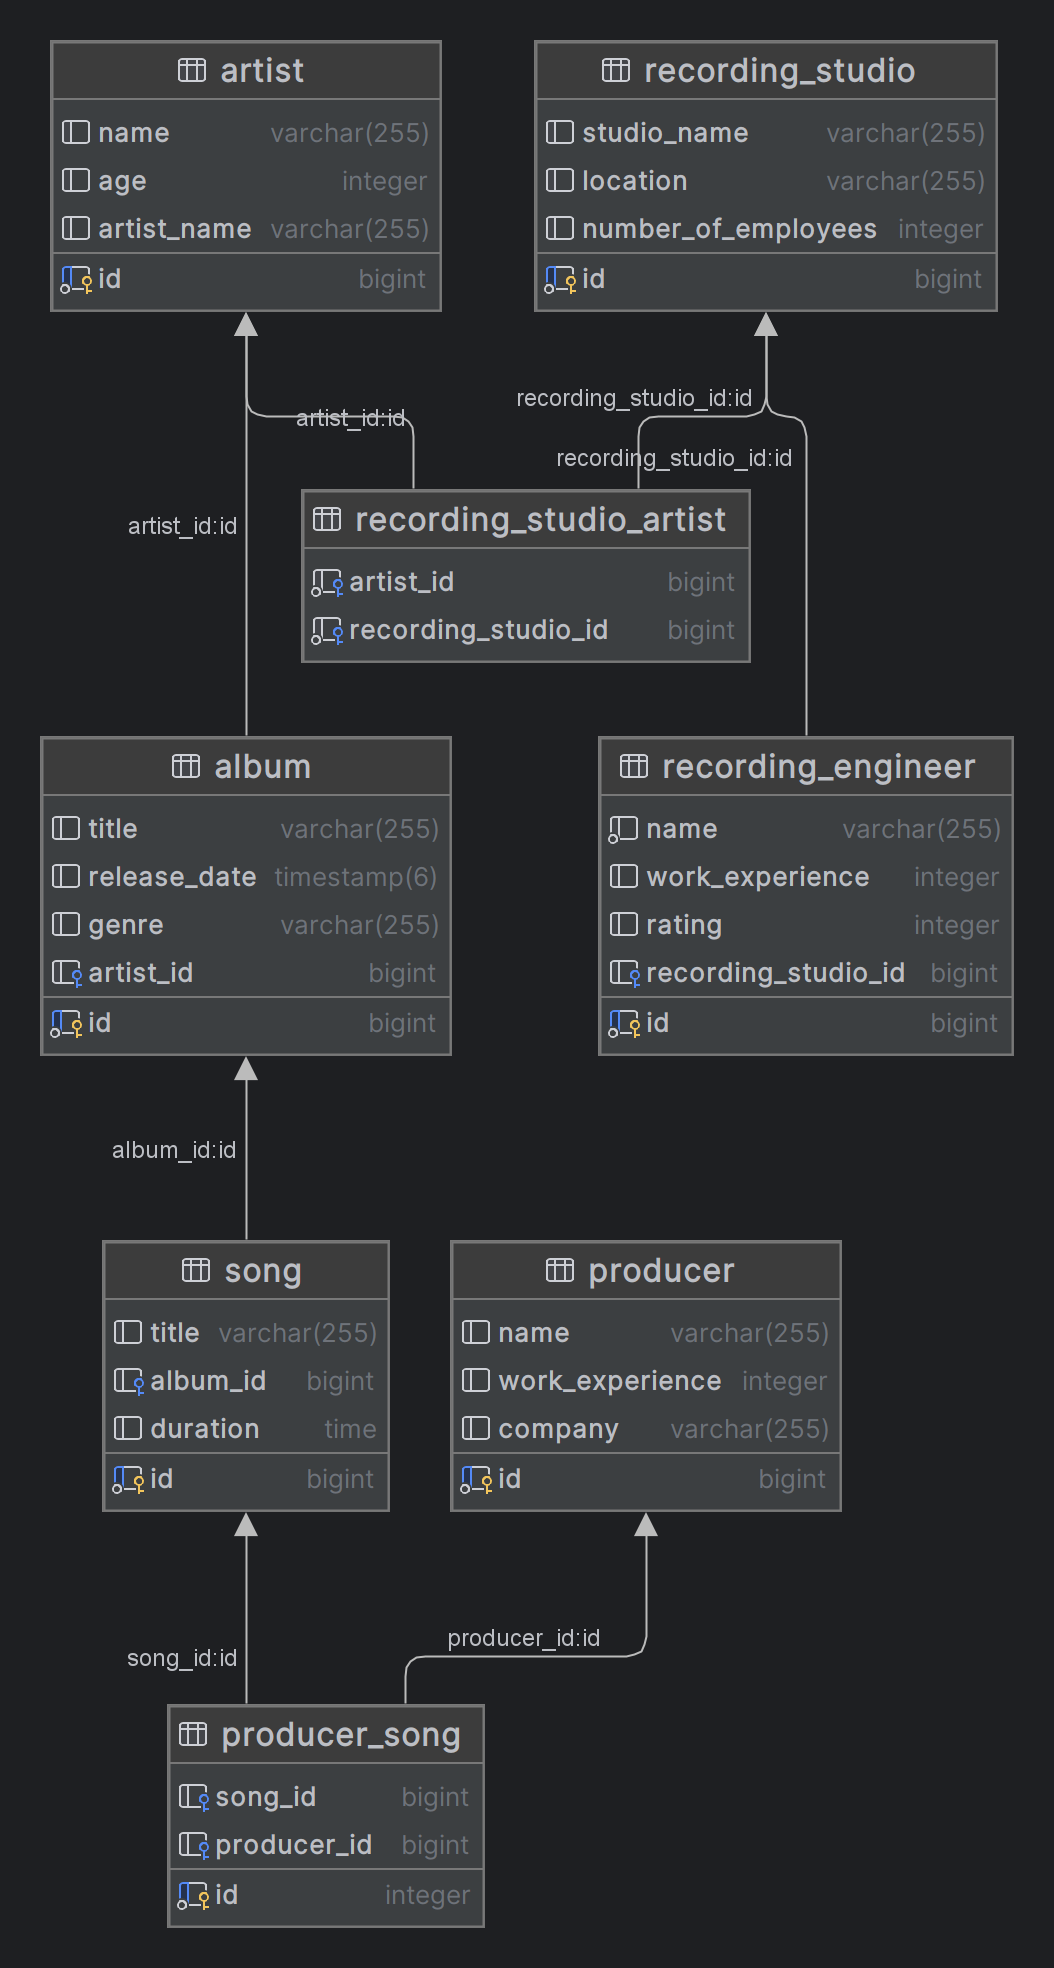 artist
name varchar(255)
age integer
artist_name varchar(255)
id bigint
recording_studio
studio_name varchar(255)
location varchar(255)
number_of_employees integer
id bigint
artist_id:id
recording_studio_id:id
recording_studio_id:id
artist_id:id
recording_studio_artist
artist_id bigint
recording_studio_id bigint
album
title varchar(255)
release_date timestamp(6)
genre varchar(255)
artist_id bigint
id bigint
recording_engineer
name varchar(255)
work_experience integer
rating integer
recording_studio_id bigint
id bigint
album_id:id
song
title varchar(255)
album_id bigint
duration time
id bigint
producer
name varchar(255)
work_experience integer
company varchar(255)
id bigint
producer_id:id
song_id:id
producer_song
song_id bigint
producer_id bigint
id integer